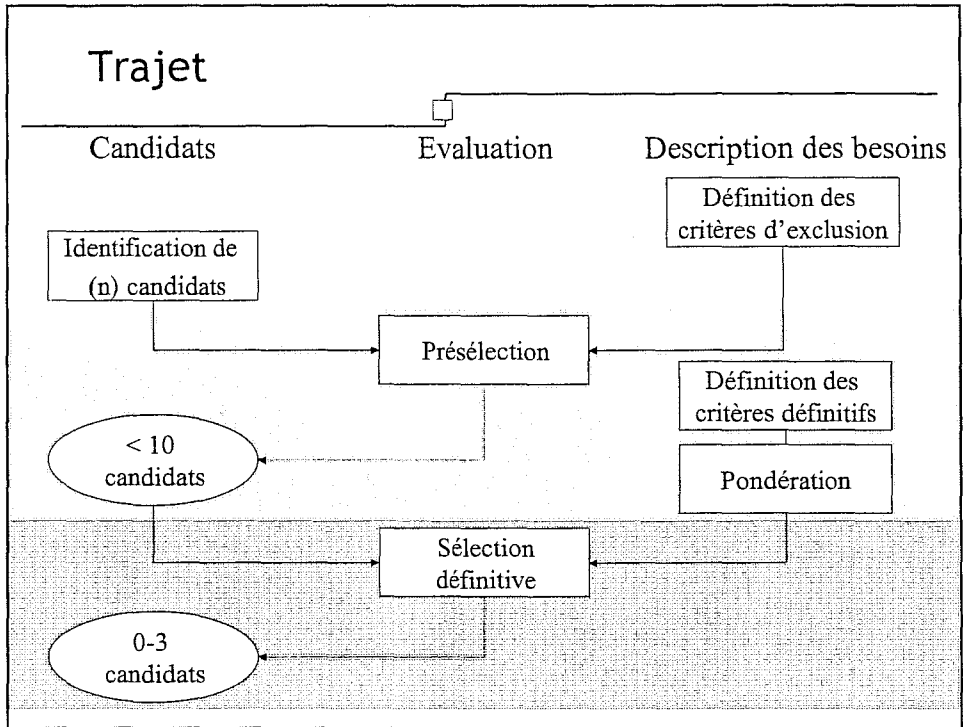 Trajet
Candidats
Evaluation
Description des besoins
Définition des
critères d'exclusion
Identification de
(n) candidats
Présélection
Définition des
critères définitifs
< 10
candidats
Pondération
Sélection
définitive
0-3
candidats